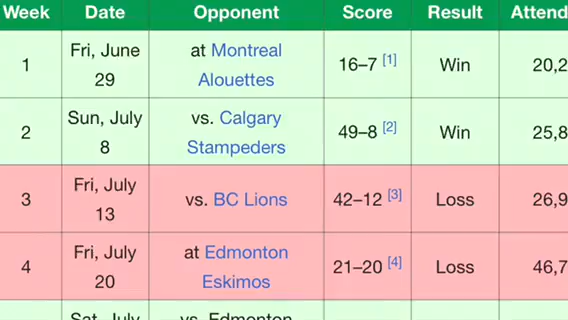 Week Date Opponent Score Result Attend
1 Fri, June 29 at Montreal Alouettes 16–7 [1] Win 20,2
2 Sun, July 8 vs. Calgary Stampeders 49–8 [2] Win 25,8
3 Fri, July 13 vs. BC Lions 42–12 [3] Loss 26,9
4 Fri, July 20 at Edmonton Eskimos 21–20 [4] Loss 46,7
Sat, July vs. Edmonton